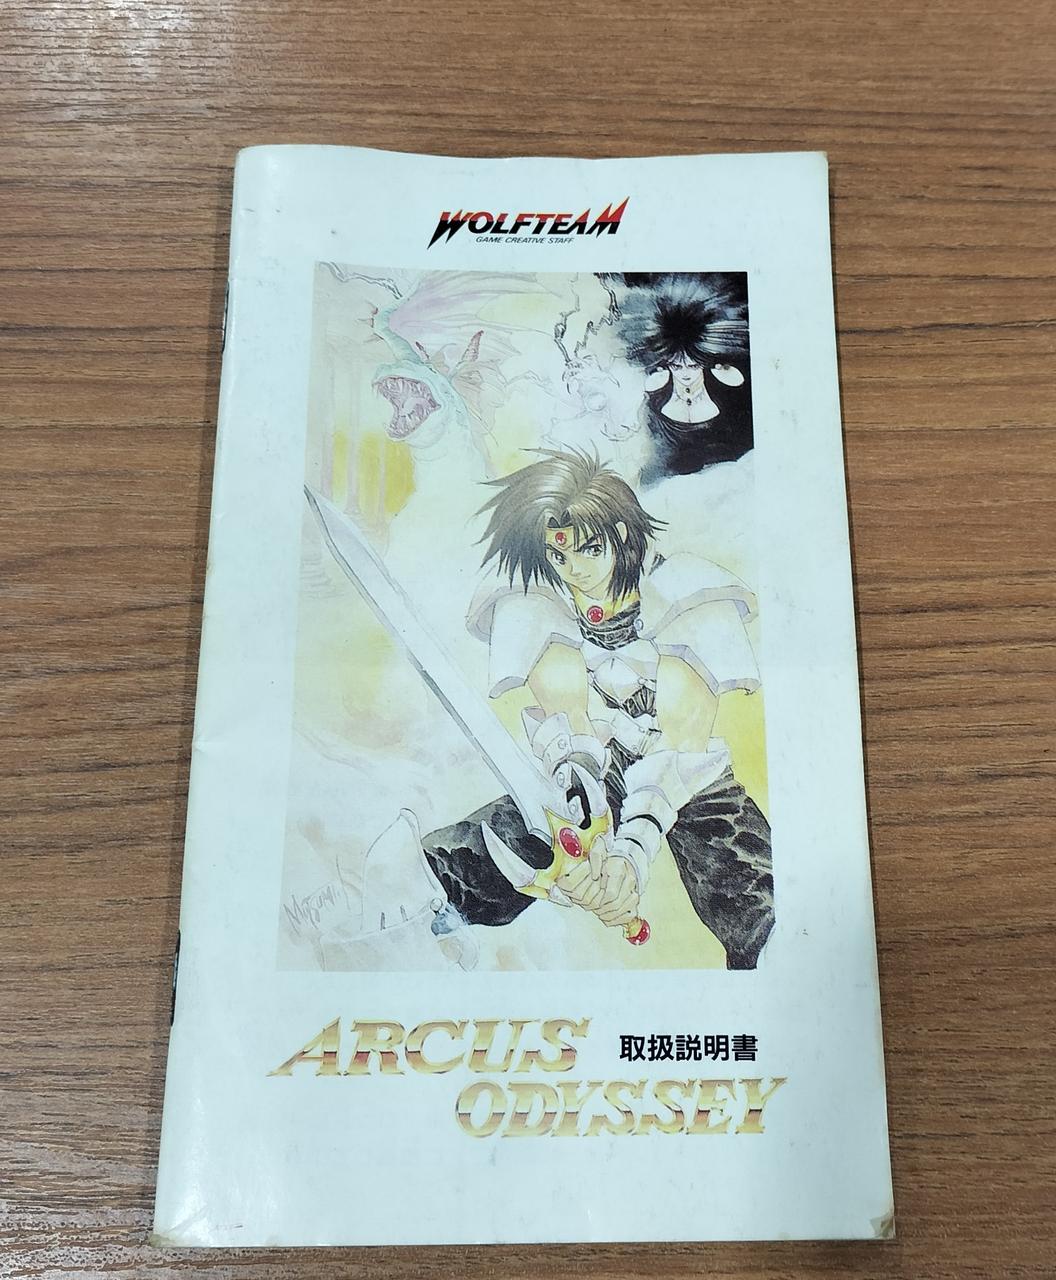 WOLFTEAM
GAME CREATIVE STAFF
ARCUS 取扱説明書
ODYSSEY